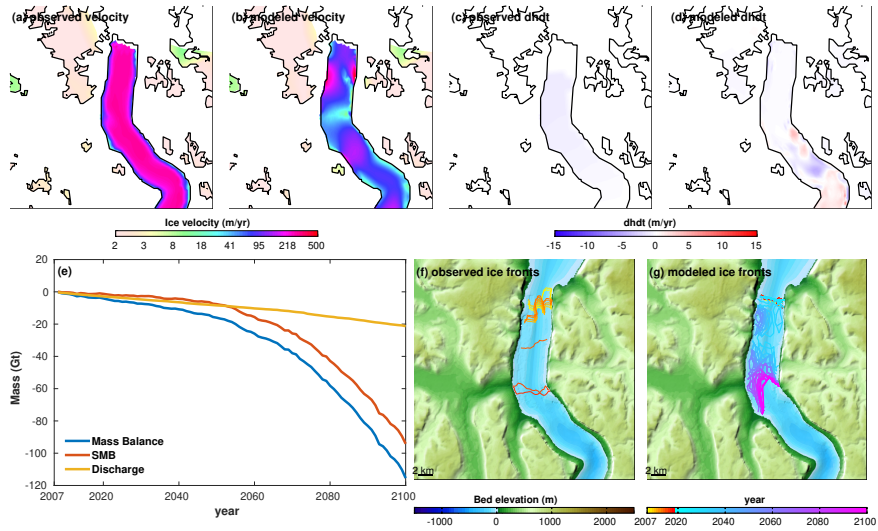 (a) observed velocity
(b) modeled velocity
(c) observed dhdt
(d) modeled dhdt
Ice velocity (m/yr)
2 3 8 18 41 95 218 500
dhdt (m/yr)
-15 -10 -5 0 5 10 15
(e)
20
0
-20
-40
-60
-80
-100
-120
Mass (Gt)
Mass Balance
SMB
Discharge
2007 2020 2040 2060 2080 2100
year
(f) observed ice fronts
2 km
(g) modeled ice fronts
2 km
Bed elevation (m)
-1000 0 1000 2000
year
2007 2020 2040 2060 2080 2100